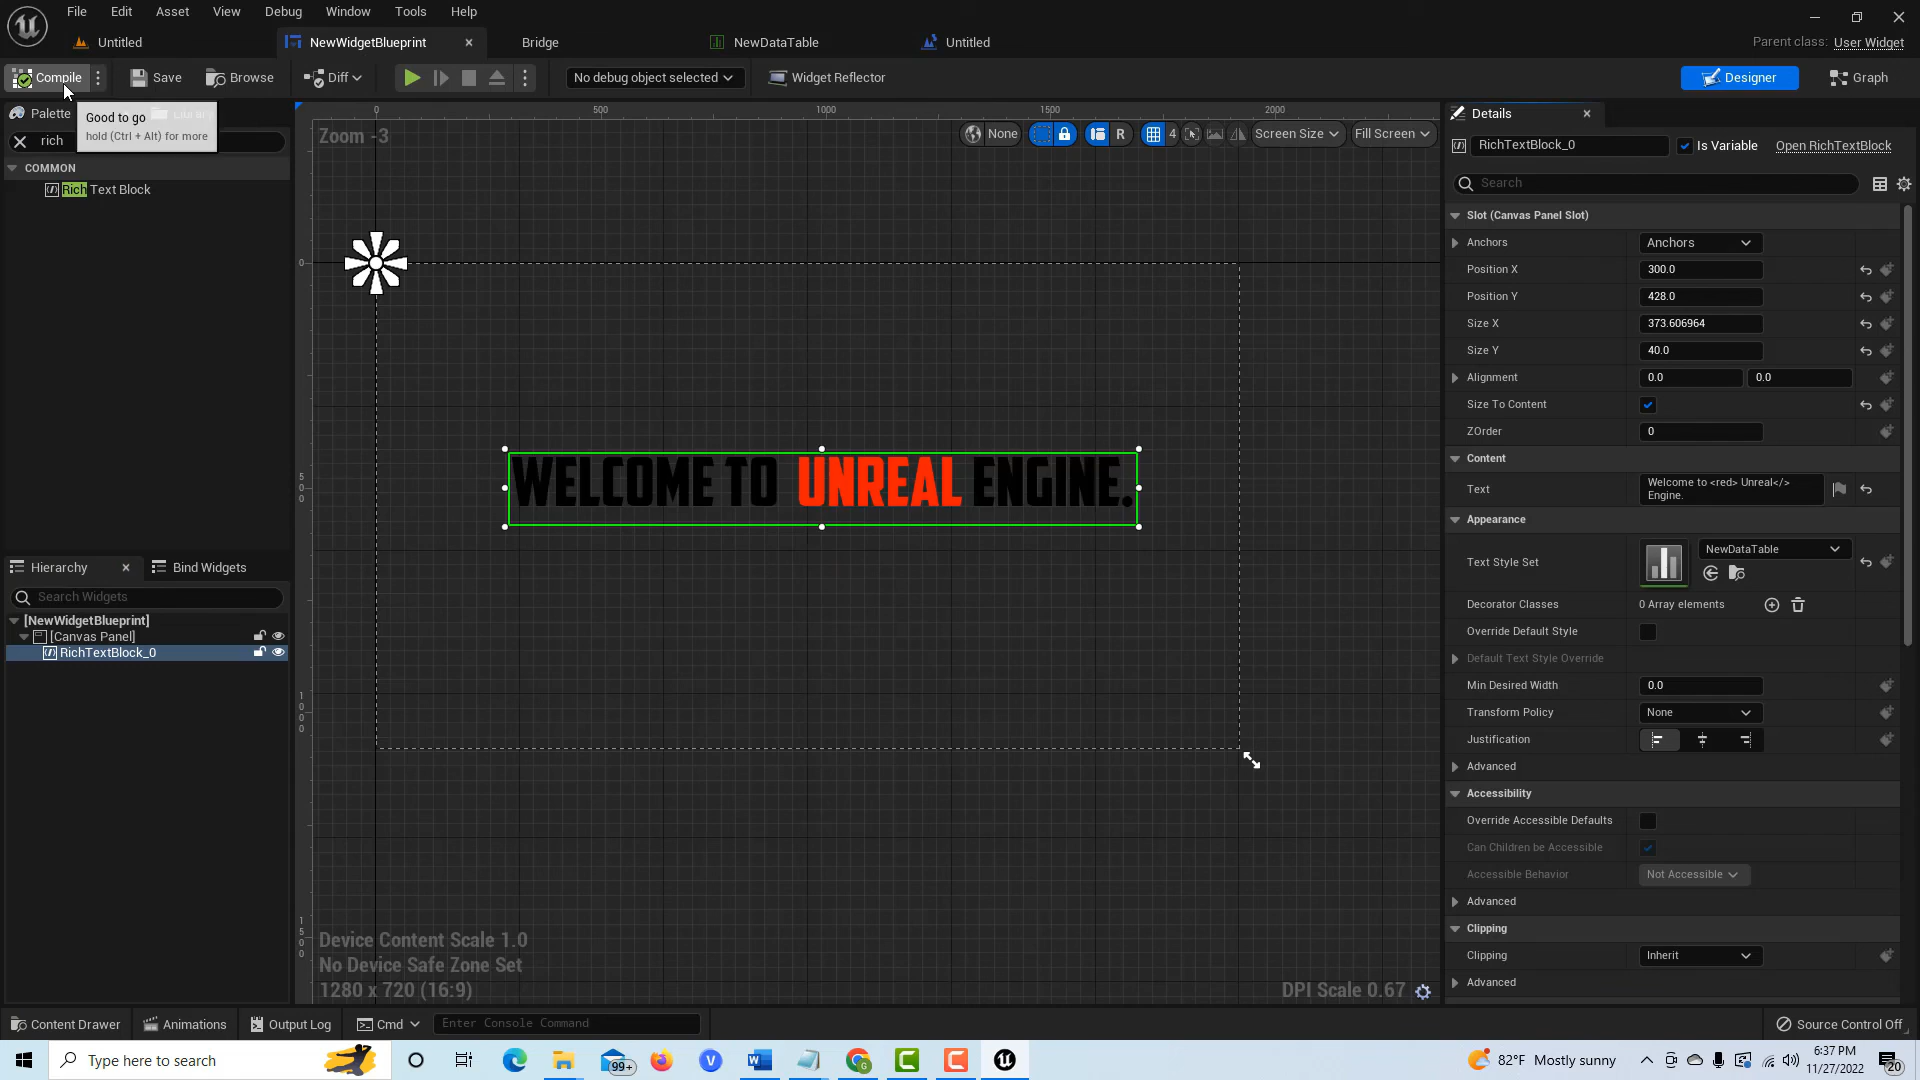 File Edit Asset View Debug Window Tools Help
Untitled NewWidgetBlueprint Bridge NewDataTable Untitled
Parent class: User Widget
Compile Save Browse Diff No debug object selected Widget Reflector Designer Graph
Palette
Good to go
hold (Ctrl + Alt) for more
rich
COMMON
Rich Text Block
Hierarchy Bind Widgets
Search Widgets
[NewWidgetBlueprint]
[Canvas Panel]
RichTextBlock_0
0 500 1000 1500 2000
Zoom -3
None R 4 Screen Size Fill Screen
0
500
1000
1500
WELCOME TO UNREAL ENGINE.
Device Content Scale 1.0
No Device Safe Zone Set
1280 x 720 (16:9)
DPI Scale 0.67
Details
RichTextBlock_0 Is Variable Open RichTextBlock
Search
Slot (Canvas Panel Slot)
Anchors Anchors
Position X 300.0
Position Y 428.0
Size X 373.606964
Size Y 40.0
Alignment 0.0 0.0
Size To Content
ZOrder 0
Content
Text Welcome to <red> Unreal</>
Engine.
Appearance
Text Style Set NewDataTable
Decorator Classes 0 Array elements
Override Default Style
Default Text Style Override
Min Desired Width 0.0
Transform Policy None
Justification
Advanced
Accessibility
Override Accessible Defaults
Can Children be Accessible
Accessible Behavior Not Accessible
Advanced
Clipping
Clipping Inherit
Advanced
Content Drawer Animations Output Log Cmd Enter Console Command Source Control Off
Type here to search 99+ 82°F Mostly sunny 6:37 PM
11/27/2022 20